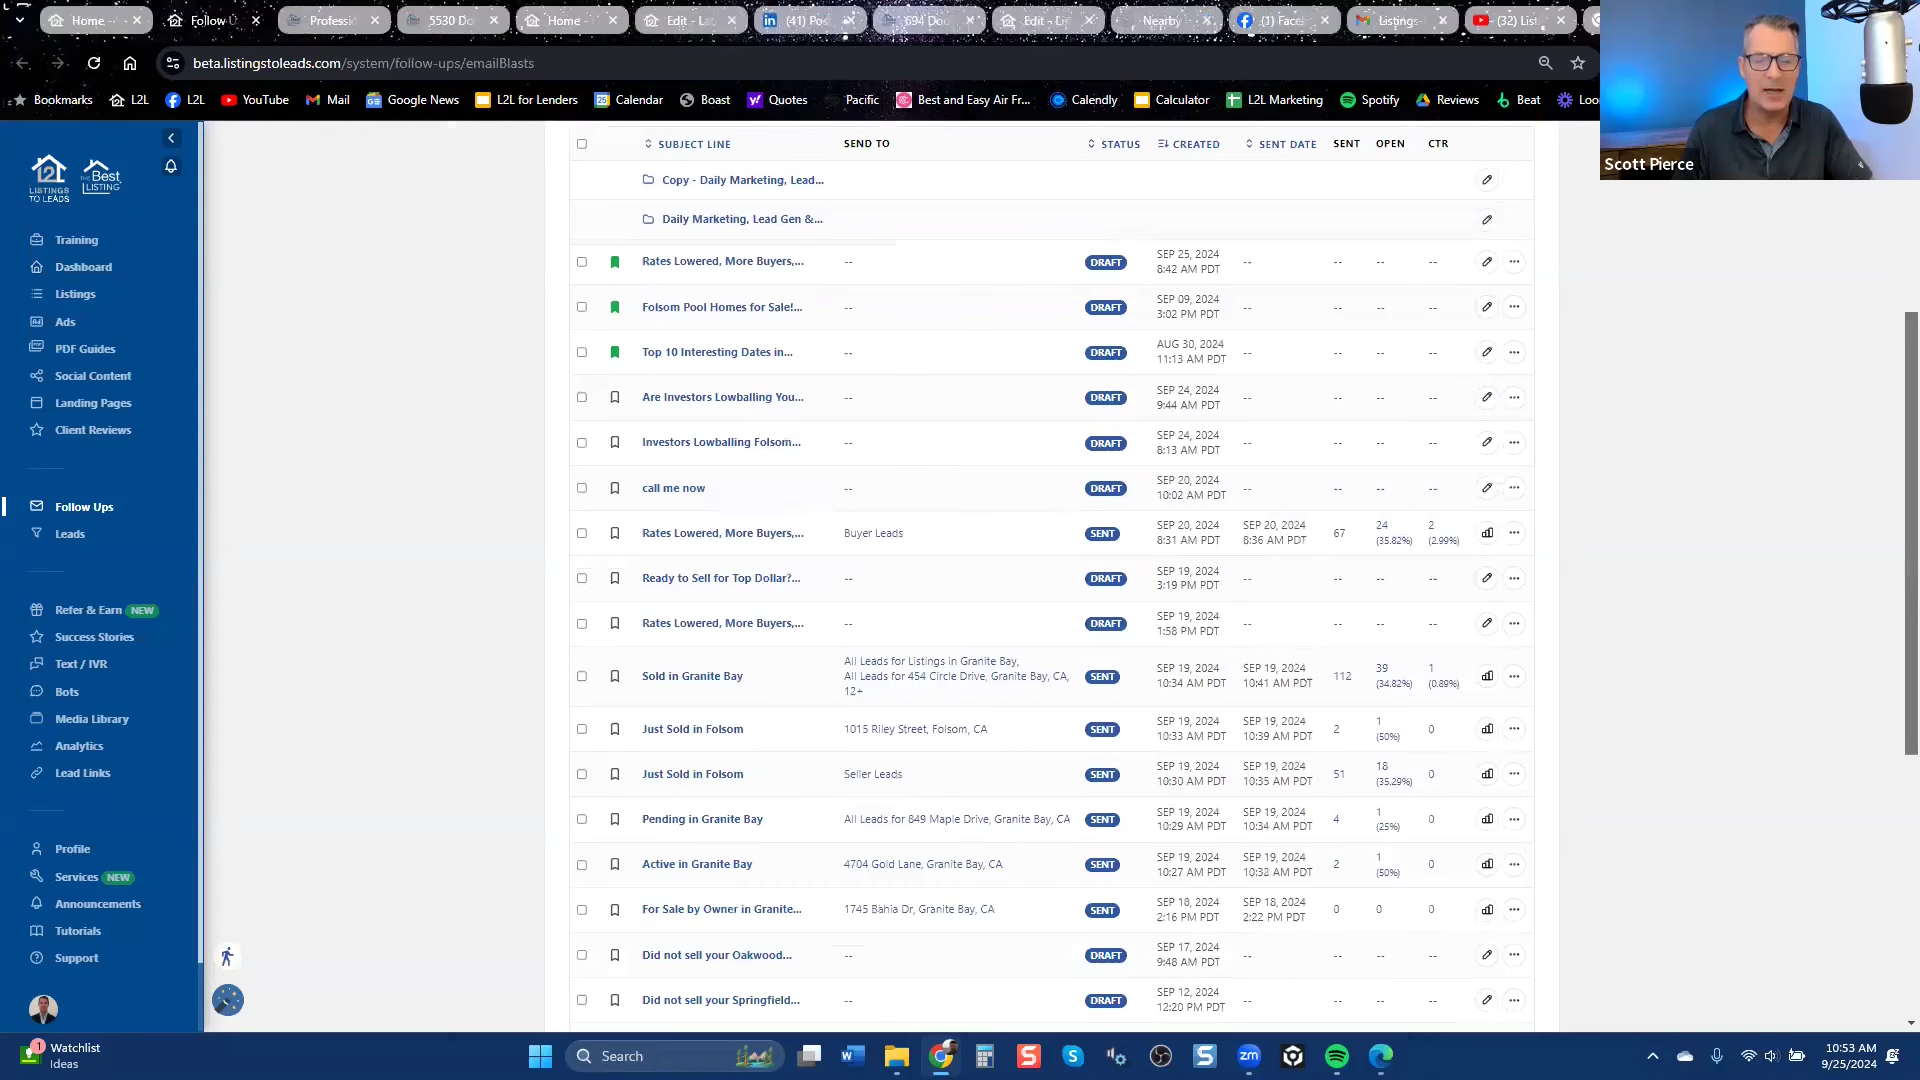 Home -
Follow U
Professi
5530 Do
Home -
Edit - La
(41) Pos
694 Dou
Edit - Li
Nearby
(1) Face
Listings-
(32) List
beta.listingstoleads.com/system/follow-ups/emailBlasts
Bookmarks
L2L
L2L
YouTube
Mail
Google News
L2L for Lenders
Calendar
Boast
Quotes
Pacific
Best and Easy Air Fr...
Calendly
Calculator
L2L Marketing
Spotify
Reviews
Beat
Loo
Scott Pierce
LISTINGS
TO LEADS
THE Best
LISTING
Training
Dashboard
Listings
Ads
PDF Guides
Social Content
Landing Pages
Client Reviews
Follow Ups
Leads
Refer & Earn NEW
Success Stories
Text / IVR
Bots
Media Library
Analytics
Lead Links
Profile
Services NEW
Announcements
Tutorials
Support
SUBJECT LINE SEND TO STATUS CREATED SENT DATE SENT OPEN CTR
Copy - Daily Marketing, Lead...
Daily Marketing, Lead Gen &...
Rates Lowered, More Buyers,... -- DRAFT SEP 25, 2024 8:42 AM PDT -- -- -- --
Folsom Pool Homes for Sale!... -- DRAFT SEP 09, 2024 3:02 PM PDT -- -- -- --
Top 10 Interesting Dates in... -- DRAFT AUG 30, 2024 11:13 AM PDT -- -- -- --
Are Investors Lowballing You... -- DRAFT SEP 24, 2024 9:44 AM PDT -- -- -- --
Investors Lowballing Folsom... -- DRAFT SEP 24, 2024 8:13 AM PDT -- -- -- --
call me now -- DRAFT SEP 20, 2024 10:02 AM PDT -- -- -- --
Rates Lowered, More Buyers,... Buyer Leads SENT SEP 20, 2024 8:31 AM PDT SEP 20, 2024 8:36 AM PDT 67 24 (35.82%) 2 (2.99%)
Ready to Sell for Top Dollar?... -- DRAFT SEP 19, 2024 3:19 PM PDT -- -- -- --
Rates Lowered, More Buyers,... -- DRAFT SEP 19, 2024 1:58 PM PDT -- -- -- --
Sold in Granite Bay All Leads for Listings in Granite Bay, All Leads for 454 Circle Drive, Granite Bay, CA, 12+ SENT SEP 19, 2024 10:34 AM PDT SEP 19, 2024 10:41 AM PDT 112 39 (34.82%) 1 (0.89%)
Just Sold in Folsom 1015 Riley Street, Folsom, CA SENT SEP 19, 2024 10:33 AM PDT SEP 19, 2024 10:39 AM PDT 2 1 (50%) 0
Just Sold in Folsom Seller Leads SENT SEP 19, 2024 10:30 AM PDT SEP 19, 2024 10:35 AM PDT 51 18 (35.29%) 0
Pending in Granite Bay All Leads for 849 Maple Drive, Granite Bay, CA SENT SEP 19, 2024 10:29 AM PDT SEP 19, 2024 10:34 AM PDT 4 1 (25%) 0
Active in Granite Bay 4704 Gold Lane, Granite Bay, CA SENT SEP 19, 2024 10:27 AM PDT SEP 19, 2024 10:32 AM PDT 2 1 (50%) 0
For Sale by Owner in Granite... 1745 Bahia Dr, Granite Bay, CA SENT SEP 18, 2024 2:16 PM PDT SEP 18, 2024 2:22 PM PDT 0 0 0
Did not sell your Oakwood... -- DRAFT SEP 17, 2024 9:48 AM PDT -- -- -- --
Did not sell your Springfield... -- DRAFT SEP 12, 2024 12:20 PM PDT -- -- -- --
1
Watchlist
Ideas
Search
10:53 AM
9/25/2024